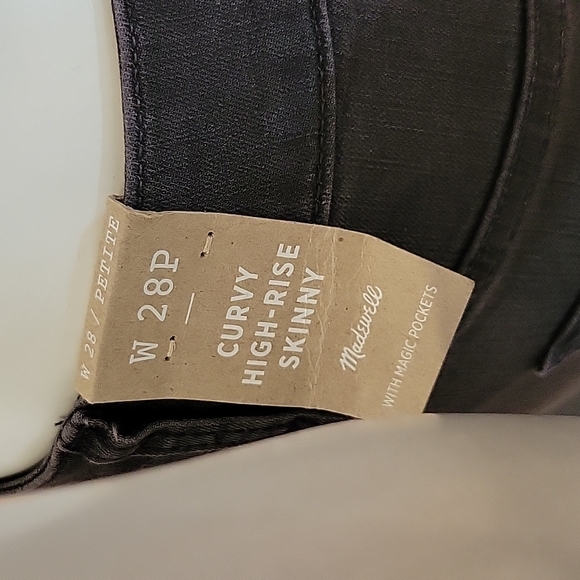 W 28 / PETITE
W 28P
CURVY
HIGH-RISE
SKINNY
Madewell
WITH MAGIC POCKETS